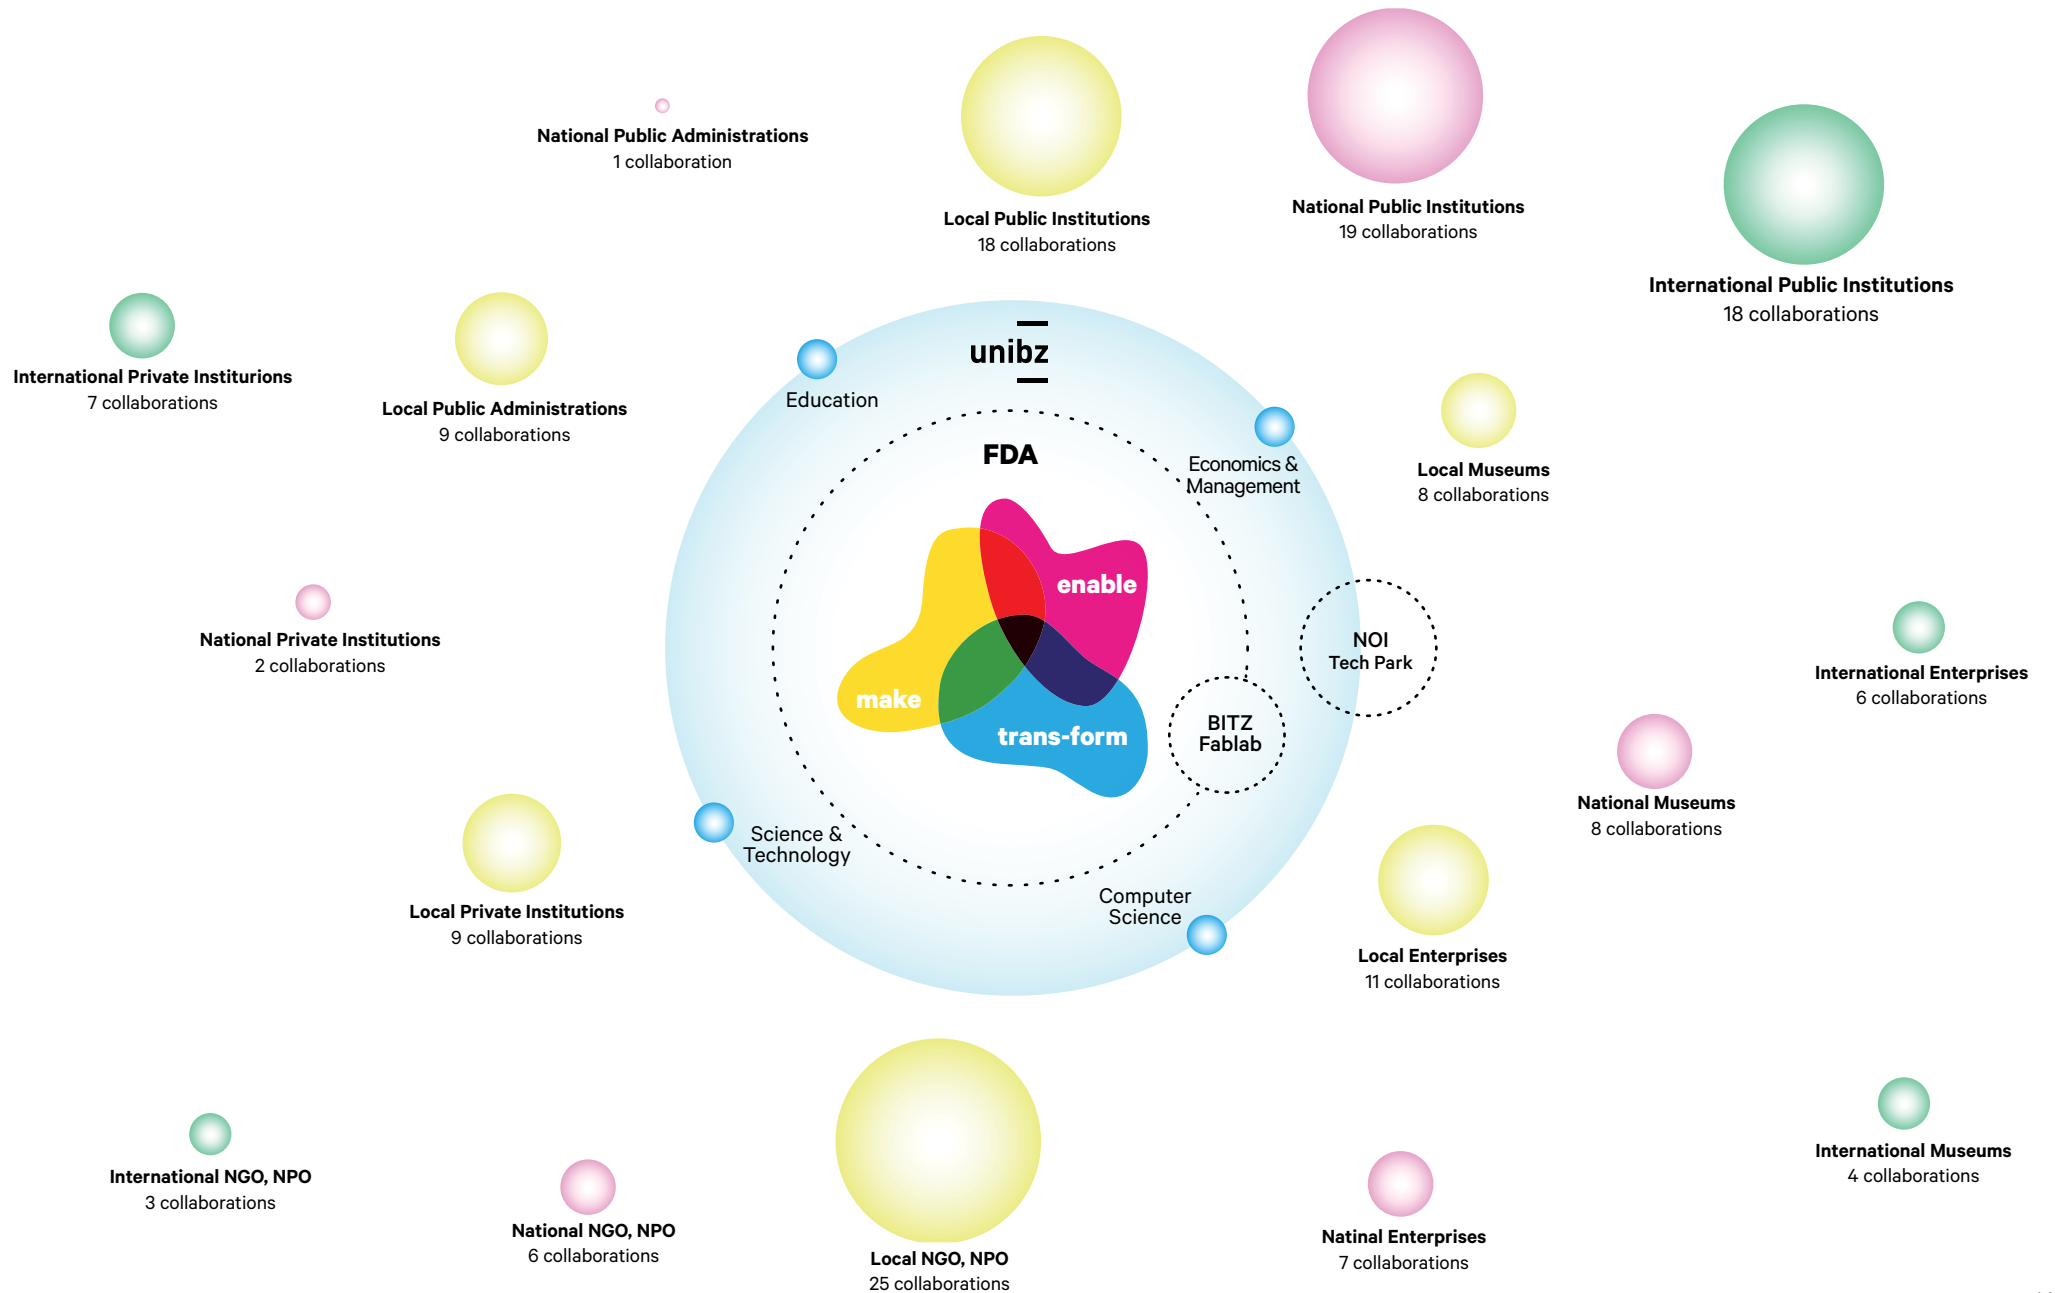 National Public Administrations
1 collaboration
Local Public Institutions
18 collaborations
National Public Institutions
19 collaborations
International Public Institutions
18 collaborations
International Private Institurions
7 collaborations
Local Public Administrations
9 collaborations
unibz
Education
FDA
Economics &
Management
Local Museums
8 collaborations
enable
make
trans-form
National Private Institutions
2 collaborations
NOI
Tech Park
BITZ
Fablab
International Enterprises
6 collaborations
National Museums
8 collaborations
Science &
Technology
Local Private Institutions
9 collaborations
Computer
Science
Local Enterprises
11 collaborations
International NGO, NPO
3 collaborations
National NGO, NPO
6 collaborations
Local NGO, NPO
25 collaborations
Natinal Enterprises
7 collaborations
International Museums
4 collaborations